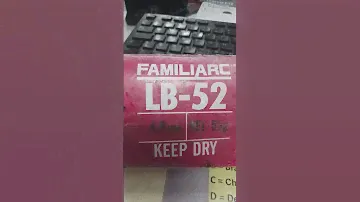 FAMILIARC
LB-52
KEEP DRY
C = Ch
D = D